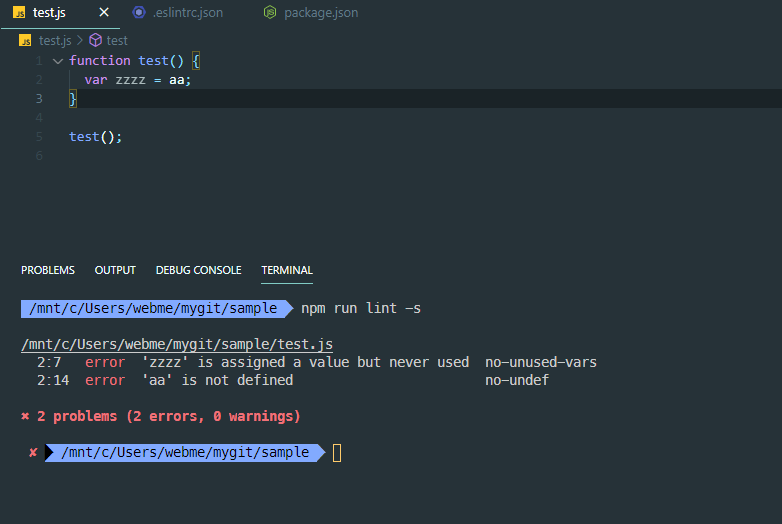 test.js .eslintrc.json package.json
JS test.js > test
1 function test() {
2 var zzzz = aa;
3 }
4
5 test();
6
PROBLEMS OUTPUT DEBUG CONSOLE TERMINAL
/mnt/c/Users/webme/mygit/sample npm run lint -s
/mnt/c/Users/webme/mygit/sample/test.js
2:7 error 'zzzz' is assigned a value but never used no-unused-vars
2:14 error 'aa' is not defined no-undef
✖ 2 problems (2 errors, 0 warnings)
✘ /mnt/c/Users/webme/mygit/sample